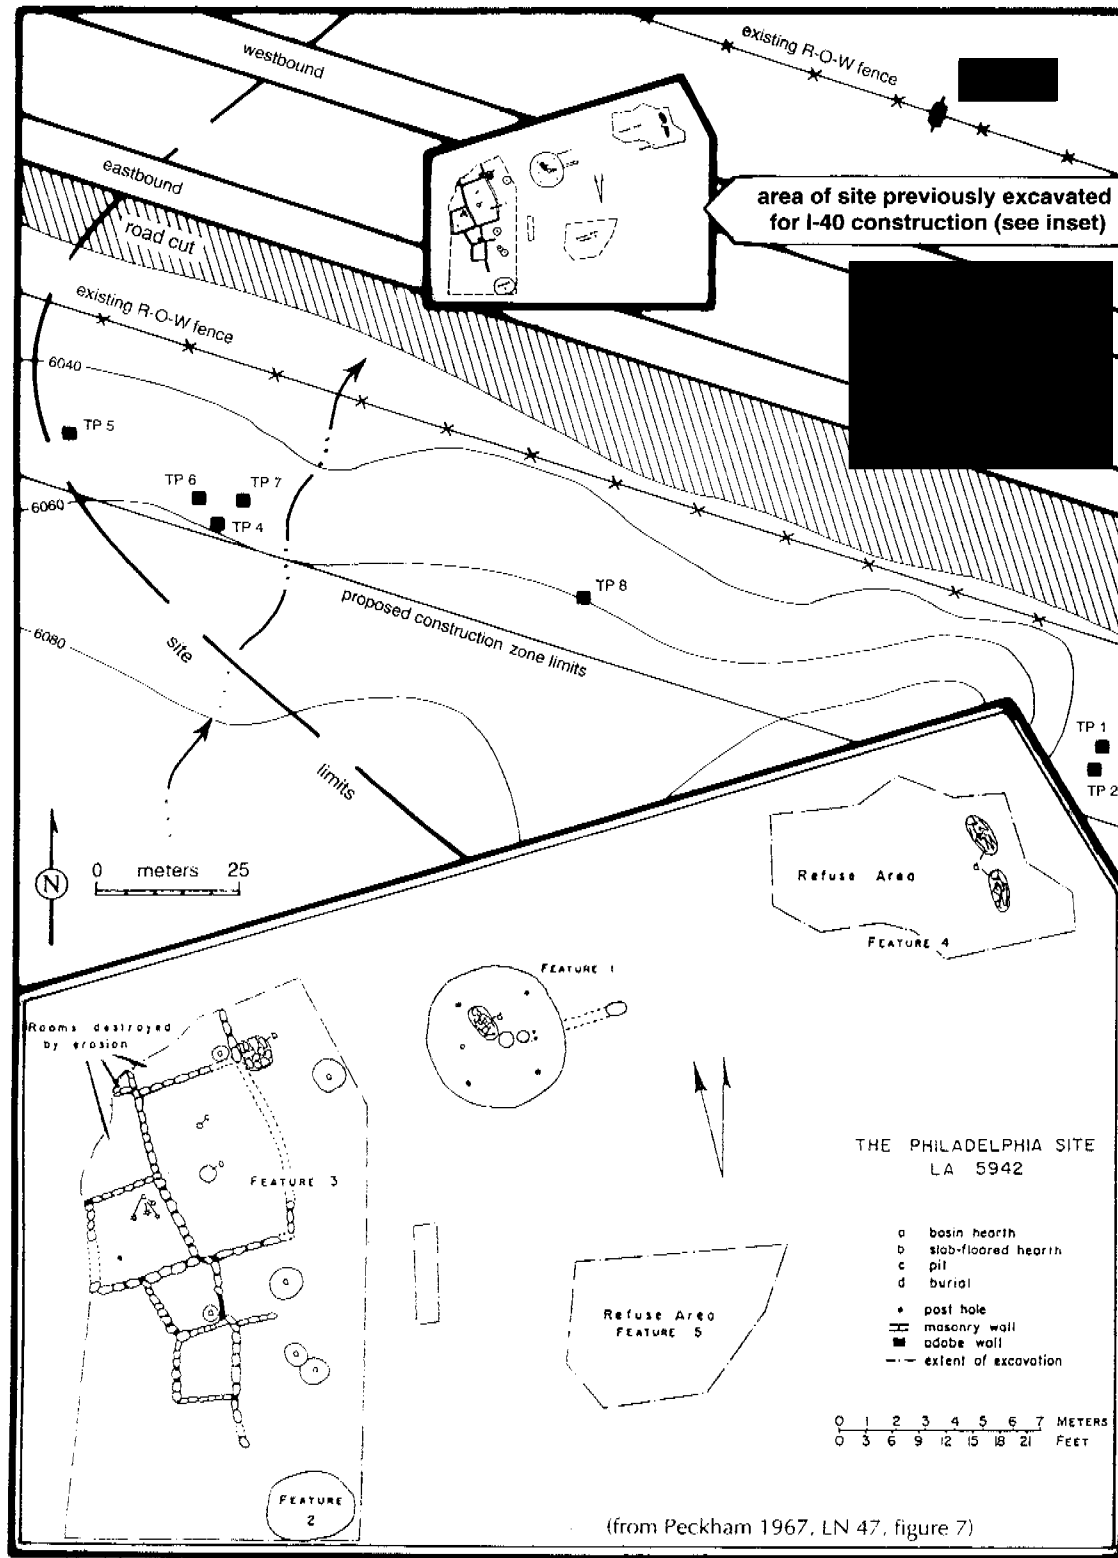 westbound
existing R-O-W fence
eastbound
road cut
area of site previously excavated
for I-40 construction (see inset)
existing R-O-W fence
6040
TP 5
TP 6
TP 7
6060
TP 4
TP 8
proposed construction zone limits
6080
site
limits
TP 1
TP 2
N
0 meters 25
Refuse Area
d
FEATURE 4
FEATURE 1
d
Rooms destroyed
by erosion
d
c
FEATURE 3
THE PHILADELPHIA SITE
LA 5942
a basin hearth
b slab-floored hearth
c pit
d burial
post hole
masonry wall
adobe wall
extent of excavation
Refuse Area
FEATURE 5
0 1 2 3 4 5 6 7 METERS
0 3 6 9 12 15 18 21 FEET
FEATURE
2
(from Peckham 1967, LN 47, figure 7)